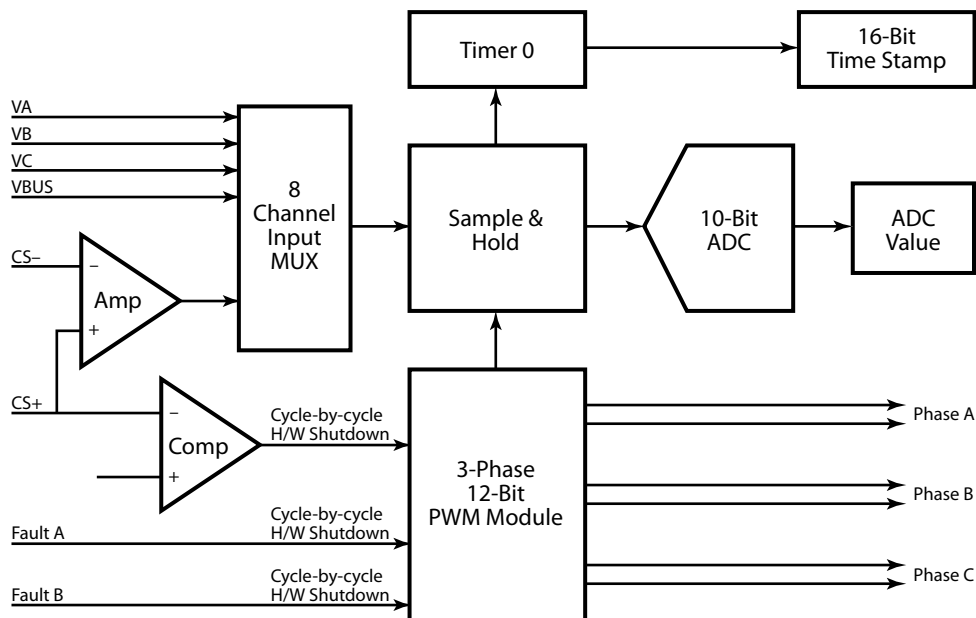 Timer 0
16-Bit
Time Stamp
VA
VB
VC
VBUS
8
Channel
Input
MUX
Sample &
Hold
10-Bit
ADC
ADC
Value
CS–
–
Amp
+
CS+
–
Comp
+
Cycle-by-cycle
H/W Shutdown
3-Phase
12-Bit
PWM Module
Phase A
Phase B
Phase C
Fault A
Cycle-by-cycle
H/W Shutdown
Fault B
Cycle-by-cycle
H/W Shutdown